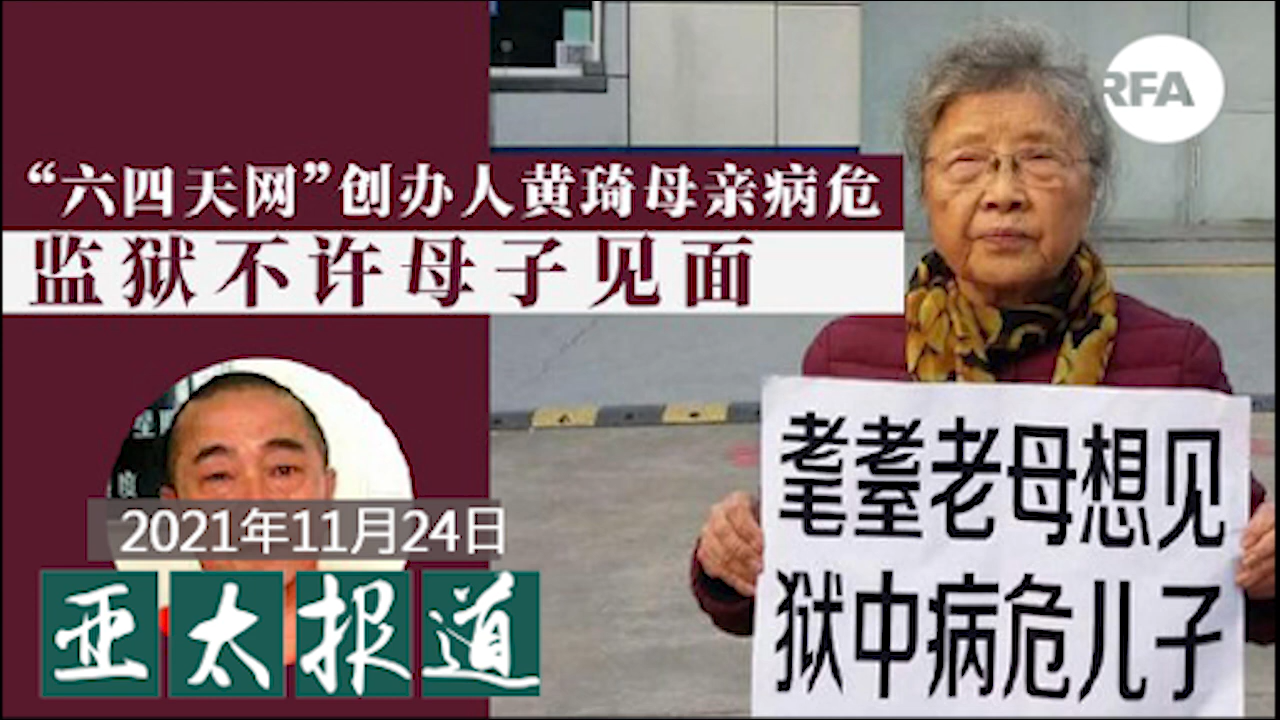 RFA
“六四天网”创办人黄琦母亲病危
监狱不许母子见面
耄耋老母想见
狱中病危儿子
2021年11月24日
亚太报道